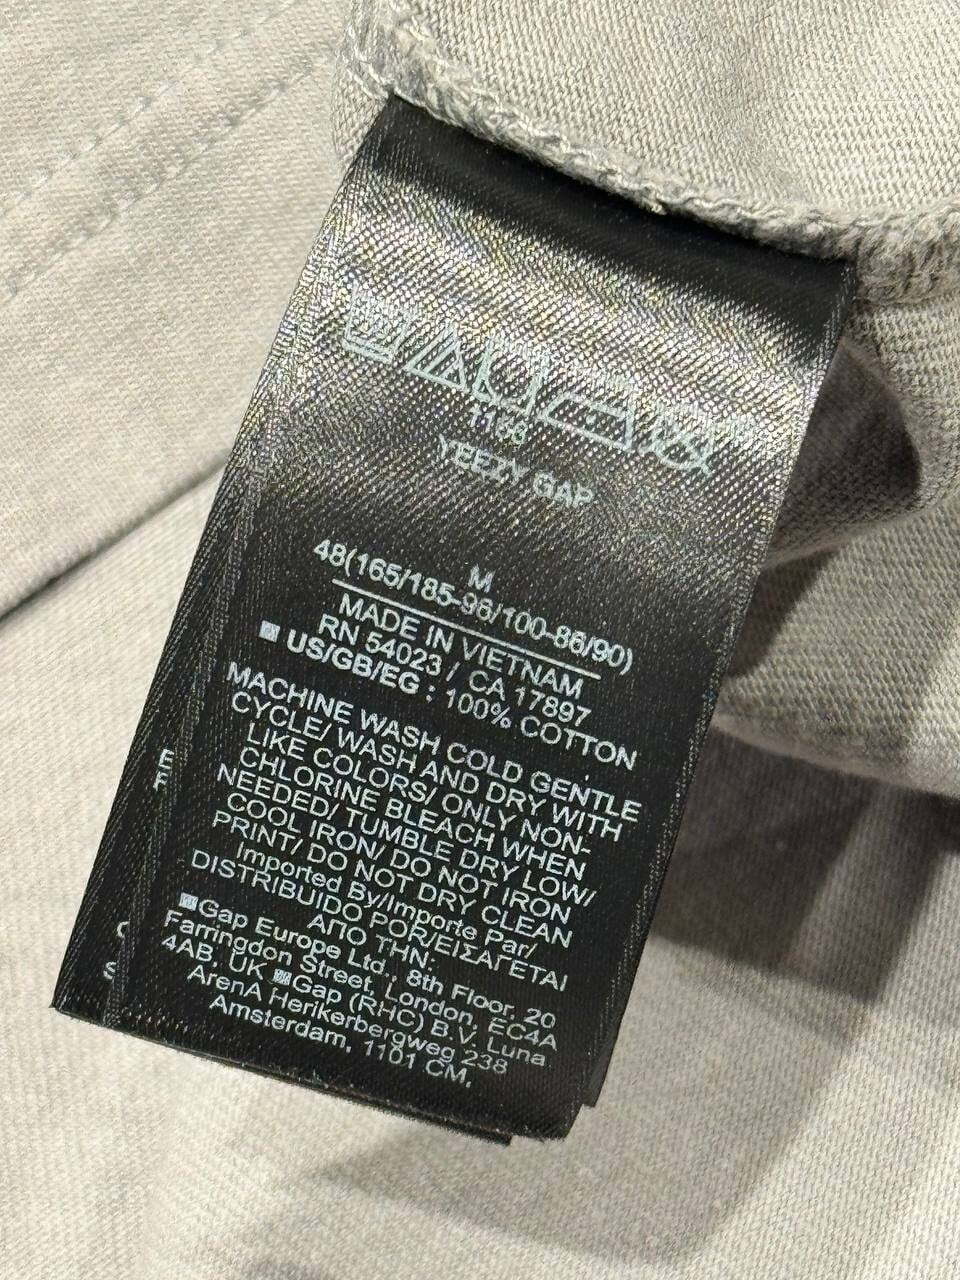 1166
YEEZY GAP
M
48(165/185-96/100-86/90)
MADE IN VIETNAM
RN 54023 / CA 17897
US/GB/EG : 100% COTTON
MACHINE WASH COLD GENTLE
CYCLE/ WASH AND DRY WITH
LIKE COLORS/ ONLY NON-
CHLORINE BLEACH WHEN
NEEDED/ TUMBLE DRY LOW/
COOL IRON/ DO NOT IRON
PRINT/ DO NOT DRY CLEAN
Imported By/Importe Par/
DISTRIBUIDO POR/ΕΙΣΑΓΕΤΑΙ
ΑΠΟ ΤΗΝ:
Gap Europe Ltd., 8th Floor, 20
Farringdon Street, London, EC4A
4AB, UK Gap (RHC) B.V. Luna
ArenA Herikerbergweg 238
Amsterdam, 1101 CM,